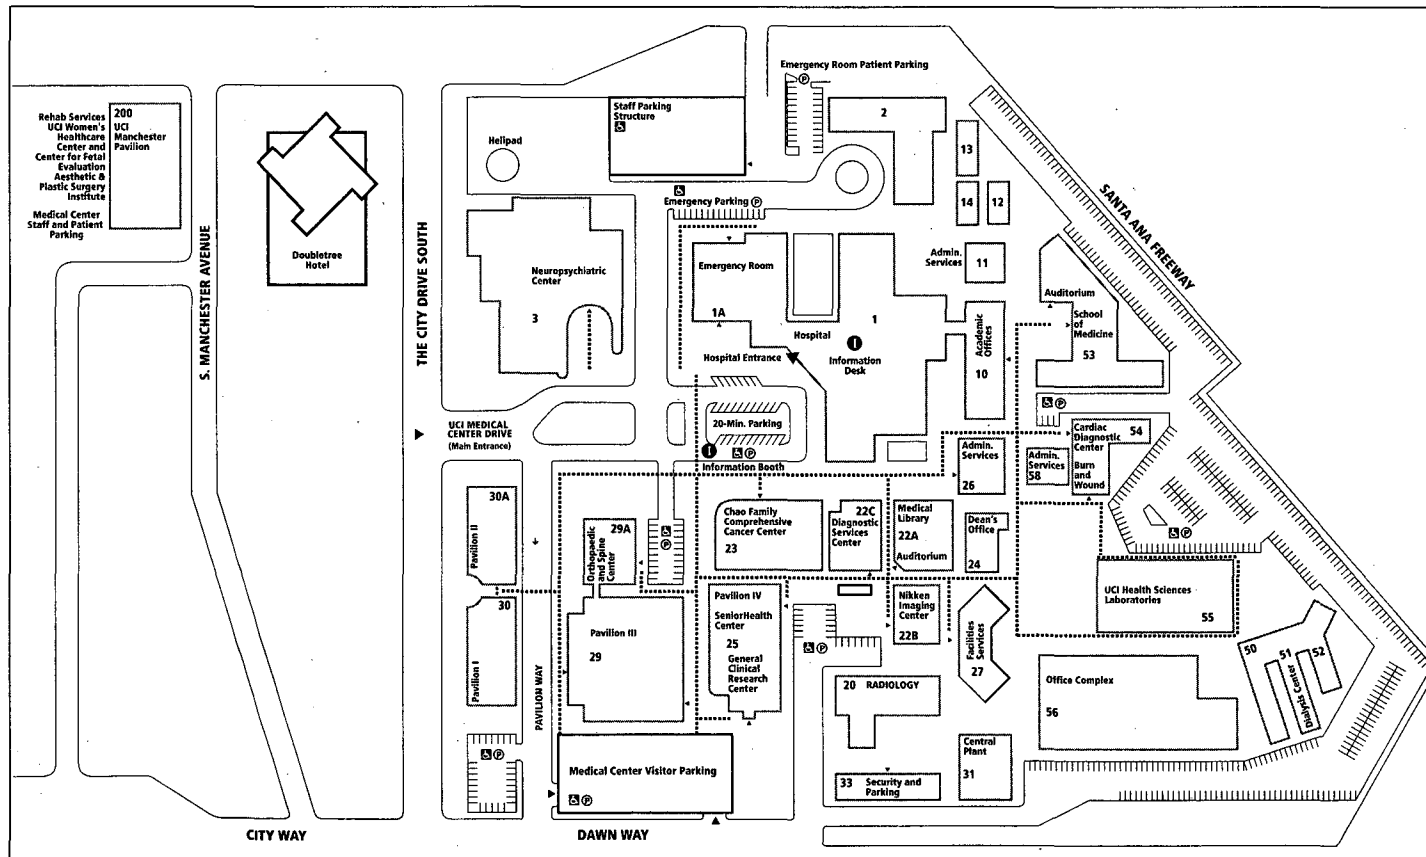 Emergency Room Patient Parking
P
Rehab Services
UCI Women's
Healthcare
Center and
Center for Fetal
Evaluation
Aesthetic &
Plastic Surgery
Institute
Medical Center
Staff and Patient
Parking
200
UCI
Manchester
Pavilion
S. MANCHESTER AVENUE
Doubletree
Hotel
THE CITY DRIVE SOUTH
Helipad
Staff Parking
Structure
2
13
14
12
SANTA ANA FREEWAY
Emergency Parking P
Neuropsychiatric
Center
3
Emergency Room
1A
Hospital
1
Hospital Entrance
I
Information
Desk
Admin.
Services
11
Academic
Offices
10
Auditorium
School
of
Medicine
53
P
UCI MEDICAL
CENTER DRIVE
(Main Entrance)
20-Min. Parking
I
P
Information Booth
Admin.
Services
26
Admin.
Services
58
Cardiac
Diagnostic
Center
54
Burn
and
Wound
30A
Pavilion II
29A
Orthopaedic
and Spine
Center
P
Chao Family
Comprehensive
Cancer Center
23
22C
Diagnostic
Services
Center
Medical
Library
22A
Auditorium
Dean's
Office
24
P
UCI Health Sciences
Laboratories
55
30
Pavilion I
PAVILION WAY
Pavilion III
29
Pavilion IV
SeniorHealth
Center
25
General
Clinical
Research
Center
P
Nikken
Imaging
Center
22B
Facilities
Services
27
20 RADIOLOGY
Office Complex
56
50
51
52
Dialysis Center
P
Medical Center Visitor Parking
P
33 Security and
Parking
Central
Plant
31
CITY WAY
DAWN WAY